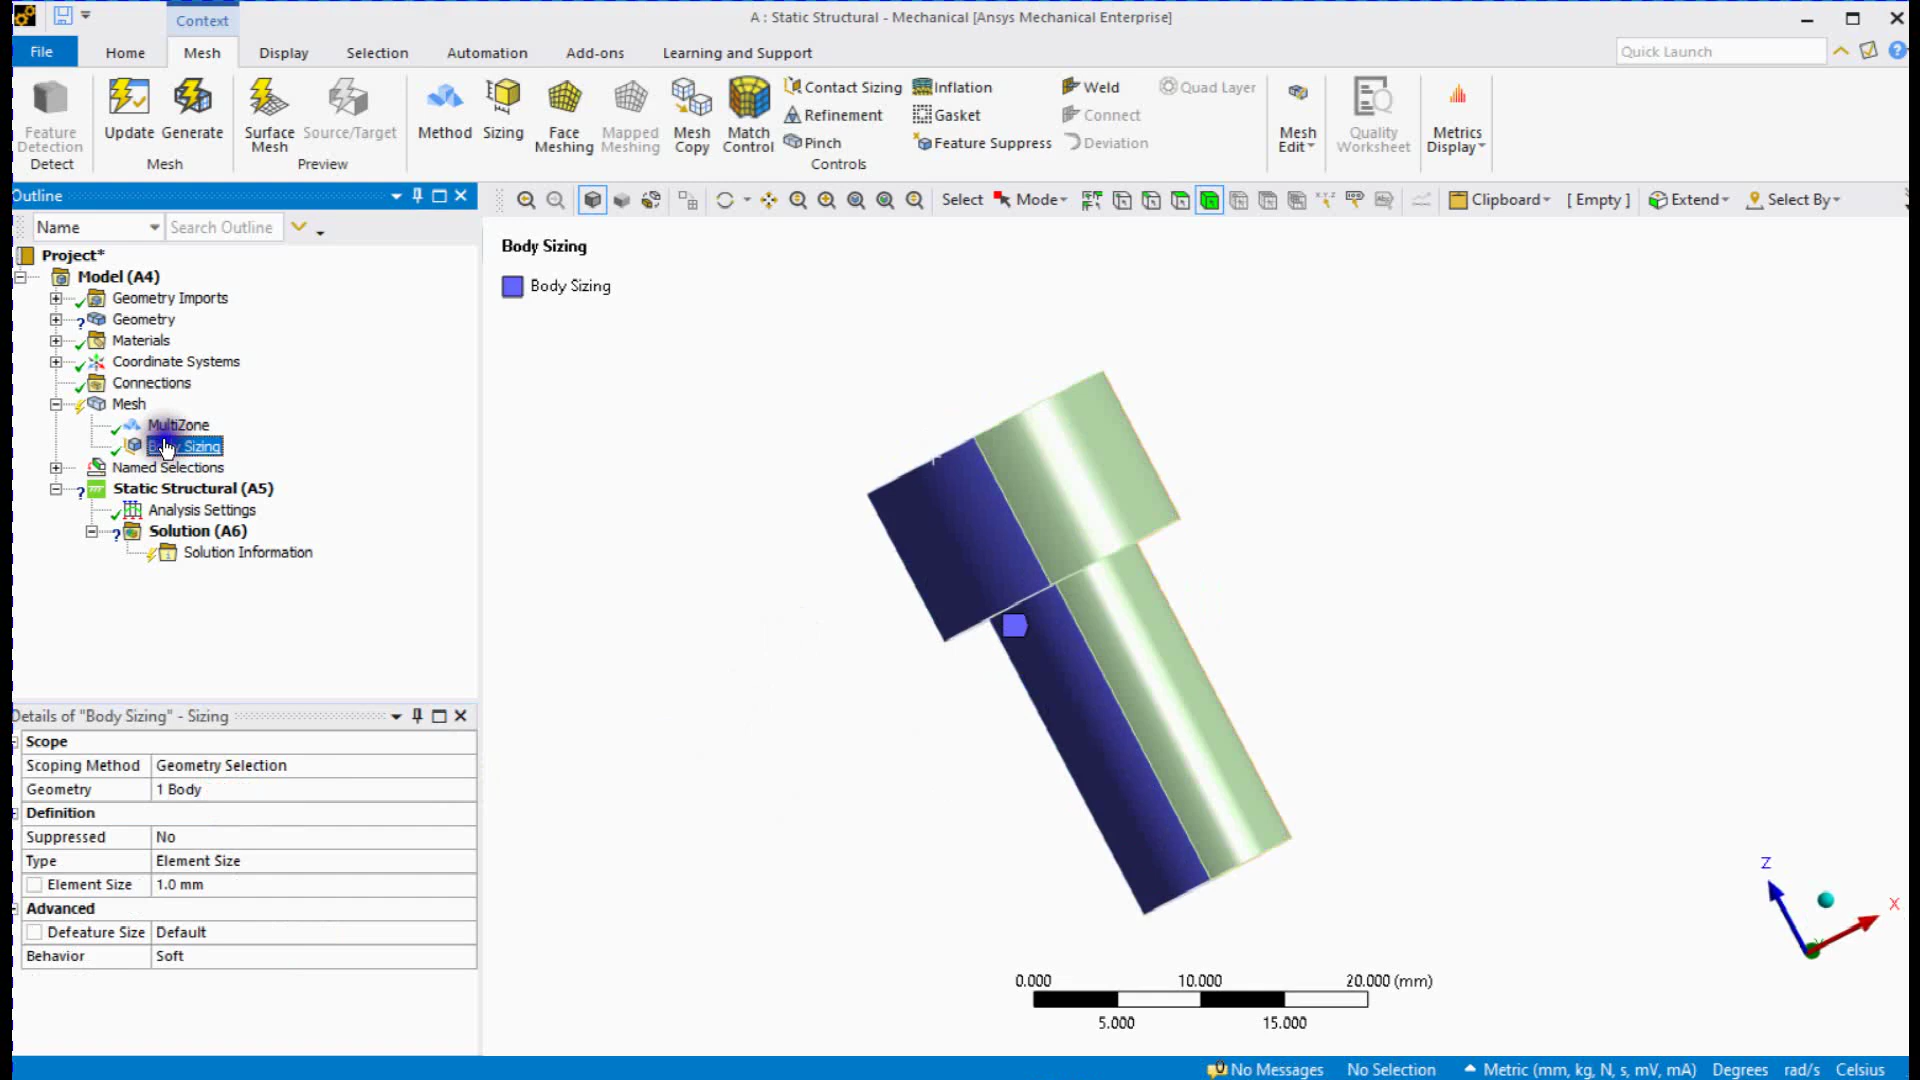 Context
A : Static Structural - Mechanical [Ansys Mechanical Enterprise]
File Home Mesh Display Selection Automation Add-ons Learning and Support
Quick Launch
Feature Detection
Detect
Update
Generate
Mesh
Surface Mesh
Source/Target
Preview
Method
Sizing
Face Meshing
Mapped Meshing
Mesh Copy
Match Control
Contact Sizing
Refinement
Pinch
Inflation
Gasket
Feature Suppress
Weld
Connect
Deviation
Quad Layer
Controls
Mesh Edit
Quality Worksheet
Metrics Display
Outline
Select Mode Clipboard [ Empty ] Extend Select By
Name Search Outline
Project*
Model (A4)
Geometry Imports
Geometry
Materials
Coordinate Systems
Connections
Mesh
MultiZone
Body Sizing
Named Selections
Static Structural (A5)
Analysis Settings
Solution (A6)
Solution Information
Body Sizing
Body Sizing
Details of "Body Sizing" - Sizing
Scope
Scoping Method Geometry Selection
Geometry 1 Body
Definition
Suppressed No
Type Element Size
Element Size 1.0 mm
Advanced
Defeature Size Default
Behavior Soft
Z
X
Y
0.000 10.000 20.000 (mm)
5.000 15.000
No Messages No Selection Metric (mm, kg, N, s, mV, mA) Degrees rad/s Celsius